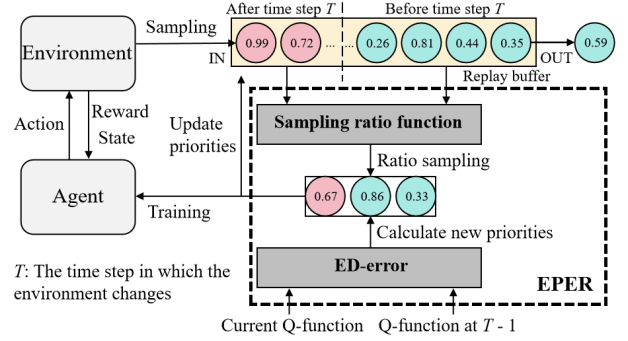 After time step T
Before time step T
Sampling
Environment
0.99
0.72
...
...
0.26
0.81
0.44
0.35
0.59
IN
OUT
Replay buffer
Action
Reward
State
Update
priorities
Sampling ratio function
Ratio sampling
Agent
Training
0.67
0.86
0.33
Calculate new priorities
ED-error
T: The time step in which the
environment changes
EPER
Current Q-function
Q-function at T - 1